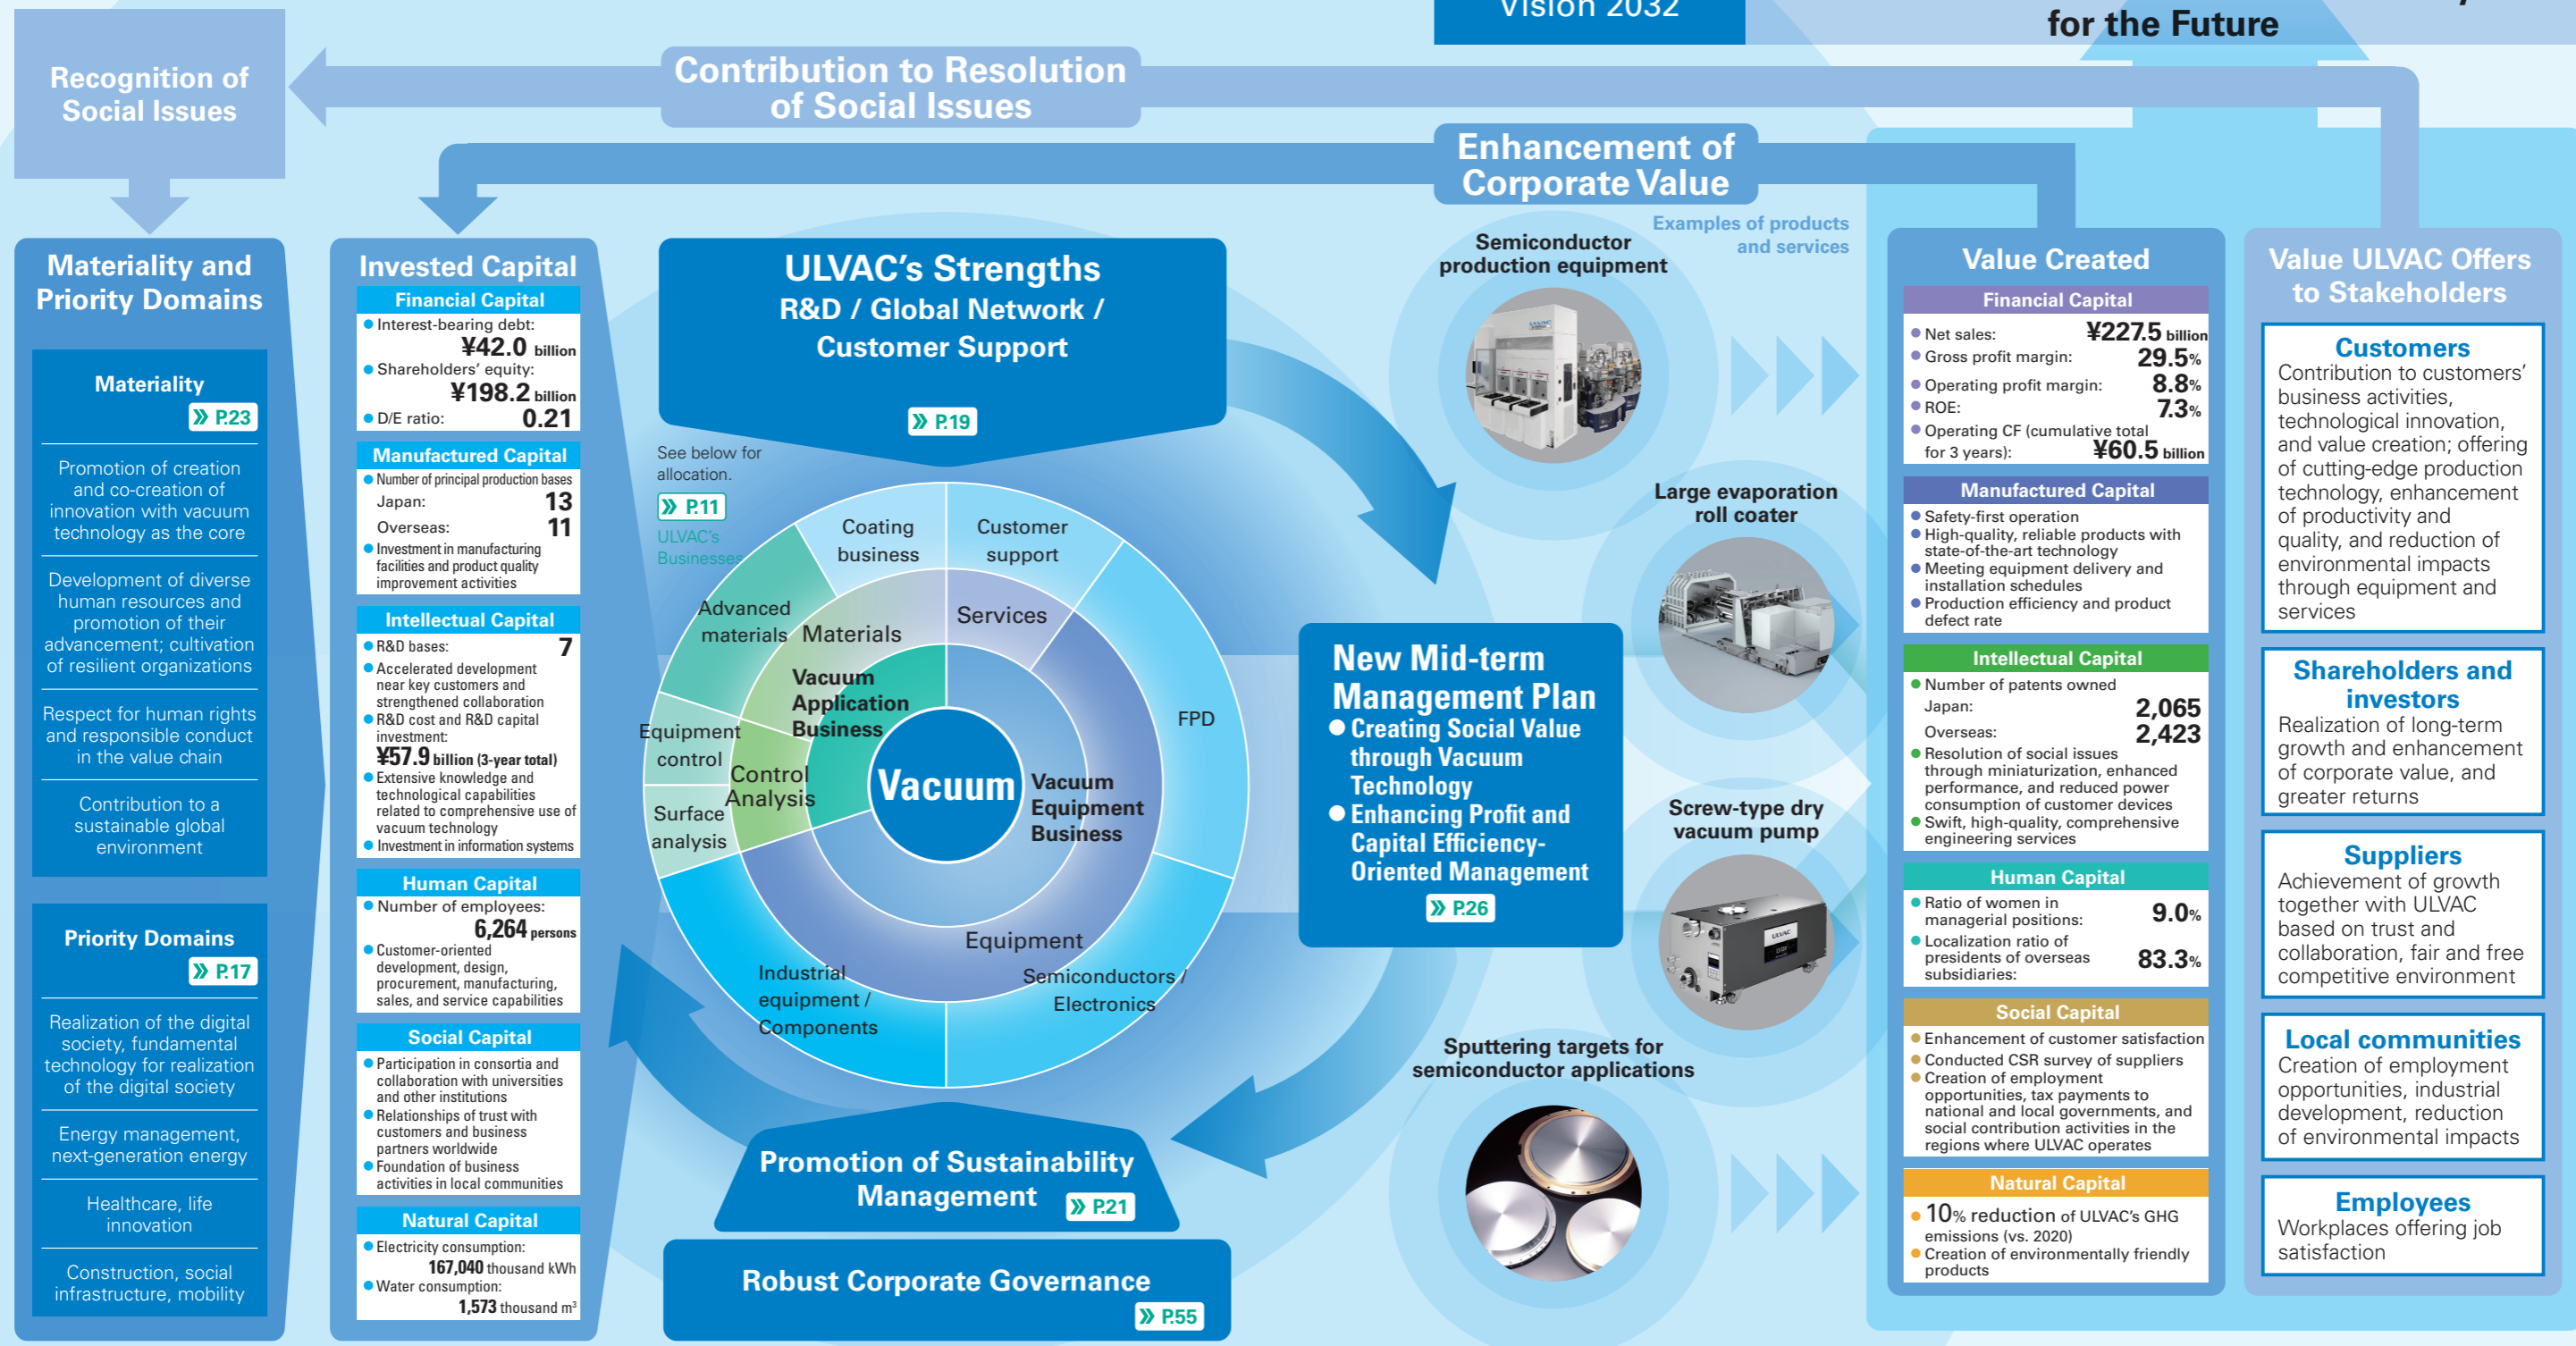 Vision 2032
for the Future
Recognition of
Social Issues
Contribution to Resolution
of Social Issues
Enhancement of
Corporate Value
Materiality and
Priority Domains
Materiality
P.23
Promotion of creation
and co-creation of
innovation with vacuum
technology as the core
Development of diverse
human resources and
promotion of their
advancement; cultivation
of resilient organizations
Respect for human rights
and responsible conduct
in the value chain
Contribution to a
sustainable global
environment
Priority Domains
P.17
Realization of the digital
society, fundamental
technology for realization
of the digital society
Energy management,
next-generation energy
Healthcare, life
innovation
Construction, social
infrastructure, mobility
Invested Capital
Financial Capital
Interest-bearing debt:
¥42.0 billion
Shareholders' equity:
¥198.2 billion
D/E ratio: 0.21
Manufactured Capital
Number of principal production bases
Japan: 13
Overseas: 11
Investment in manufacturing
facilities and product quality
improvement activities
Intellectual Capital
R&D bases: 7
Accelerated development
near key customers and
strengthened collaboration
R&D cost and R&D capital
investment:
¥57.9 billion (3-year total)
Extensive knowledge and
technological capabilities
related to comprehensive use of
vacuum technology
Investment in information systems
Human Capital
Number of employees:
6,264 persons
Customer-oriented
development, design,
procurement, manufacturing,
sales, and service capabilities
Social Capital
Participation in consortia and
collaboration with universities
and other institutions
Relationships of trust with
customers and business
partners worldwide
Foundation of business
activities in local communities
Natural Capital
Electricity consumption:
167,040 thousand kWh
Water consumption:
1,573 thousand m³
ULVAC's Strengths
R&D / Global Network /
Customer Support
P.19
See below for
allocation.
P.11
ULVAC's
Businesses
Coating
business
Customer
support
Advanced
materials
Materials
Services
Vacuum
Application
Business
Equipment
control
Control
Analysis
Surface
analysis
Vacuum
Vacuum
Equipment
Business
FPD
Equipment
Industrial
equipment /
Components
Semiconductors /
Electronics
Promotion of Sustainability
Management
P.21
Robust Corporate Governance
P.55
New Mid-term
Management Plan
Creating Social Value
through Vacuum
Technology
Enhancing Profit and
Capital Efficiency-
Oriented Management
P.26
Examples of products
and services
Semiconductor
production equipment
ULVAC
Large evaporation
roll coater
Screw-type dry
vacuum pump
ULVAC
Sputtering targets for
semiconductor applications
Value Created
Financial Capital
Net sales: ¥227.5 billion
Gross profit margin: 29.5%
Operating profit margin: 8.8%
ROE: 7.3%
Operating CF (cumulative total
for 3 years): ¥60.5 billion
Manufactured Capital
Safety-first operation
High-quality, reliable products with
state-of-the-art technology
Meeting equipment delivery and
installation schedules
Production efficiency and product
defect rate
Intellectual Capital
Number of patents owned
Japan: 2,065
Overseas: 2,423
Resolution of social issues
through miniaturization, enhanced
performance, and reduced power
consumption of customer devices
Swift, high-quality, comprehensive
engineering services
Human Capital
Ratio of women in
managerial positions: 9.0%
Localization ratio of
presidents of overseas
subsidiaries: 83.3%
Social Capital
Enhancement of customer satisfaction
Conducted CSR survey of suppliers
Creation of employment
opportunities, tax payments to
national and local governments, and
social contribution activities in the
regions where ULVAC operates
Natural Capital
10% reduction of ULVAC's GHG
emissions (vs. 2020)
Creation of environmentally friendly
products
Value ULVAC Offers
to Stakeholders
Customers
Contribution to customers'
business activities,
technological innovation,
and value creation; offering
of cutting-edge production
technology, enhancement
of productivity and
quality, and reduction of
environmental impacts
through equipment and
services
Shareholders and
investors
Realization of long-term
growth and enhancement
of corporate value, and
greater returns
Suppliers
Achievement of growth
together with ULVAC
based on trust and
collaboration, fair and free
competitive environment
Local communities
Creation of employment
opportunities, industrial
development, reduction
of environmental impacts
Employees
Workplaces offering job
satisfaction